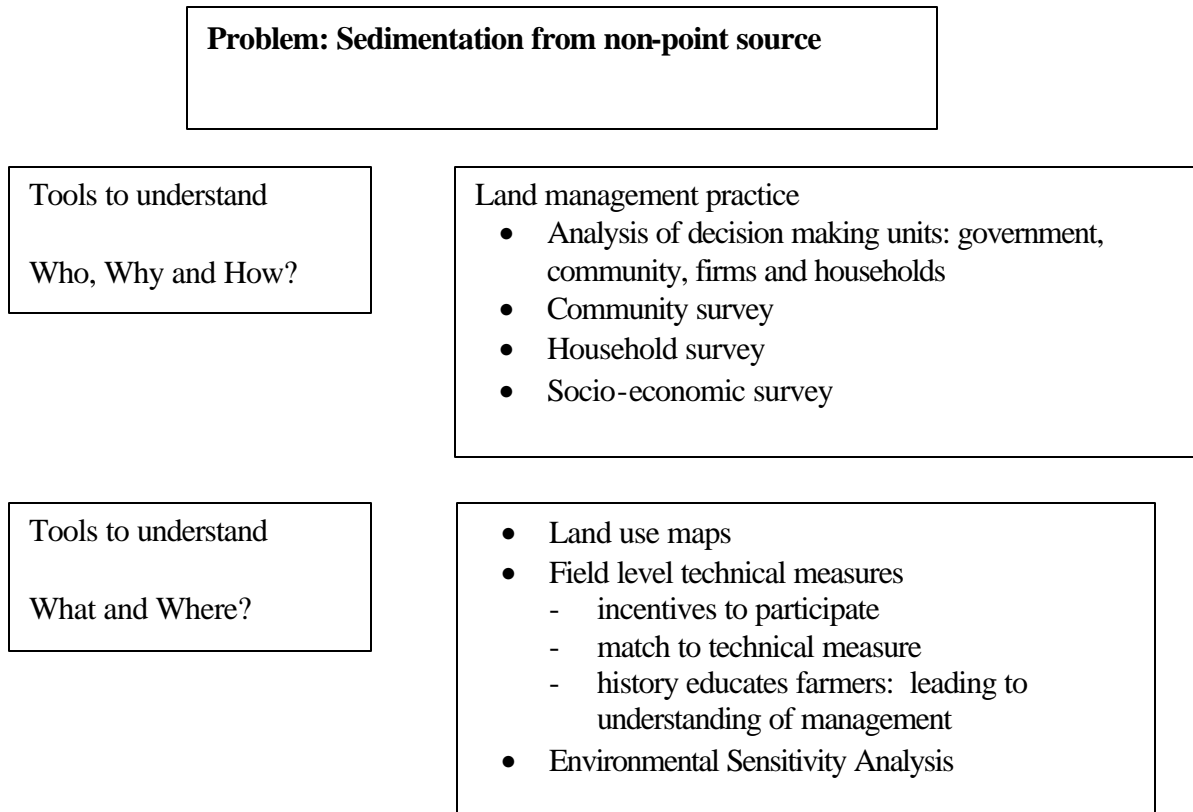 Problem: Sedimentation from non-point source
Tools to understand
Who, Why and How?
Land management practice
• Analysis of decision making units: government,
community, firms and households
• Community survey
• Household survey
• Socio-economic survey
Tools to understand
What and Where?
• Land use maps
• Field level technical measures
- incentives to participate
- match to technical measure
- history educates farmers: leading to
understanding of management
• Environmental Sensitivity Analysis